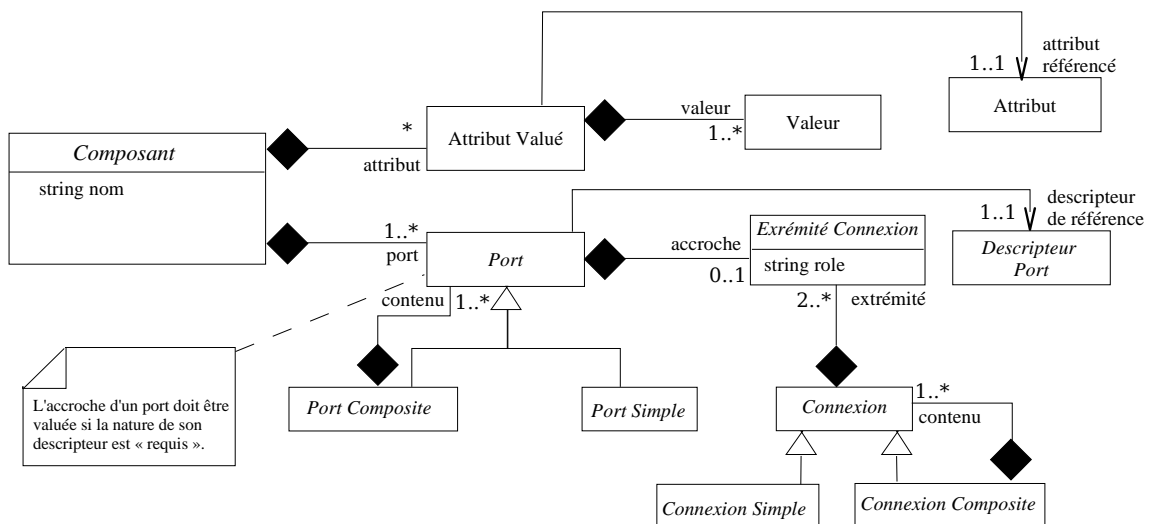 attribut
référencé
1..1
Attribut
valeur
1..*
Valeur
*
Attribut Valué
attribut
Composant
string nom
descripteur
de référence
1..1
Descripteur
Port
Exrémité Connexion
string role
accroche
0..1
1..*
port
Port
contenu
1..*
2..*
extrémité
Port Composite
Port Simple
Connexion
1..*
contenu
L'accroche d'un port doit être
valuée si la nature de son
descripteur est « requis ».
Connexion Simple
Connexion Composite